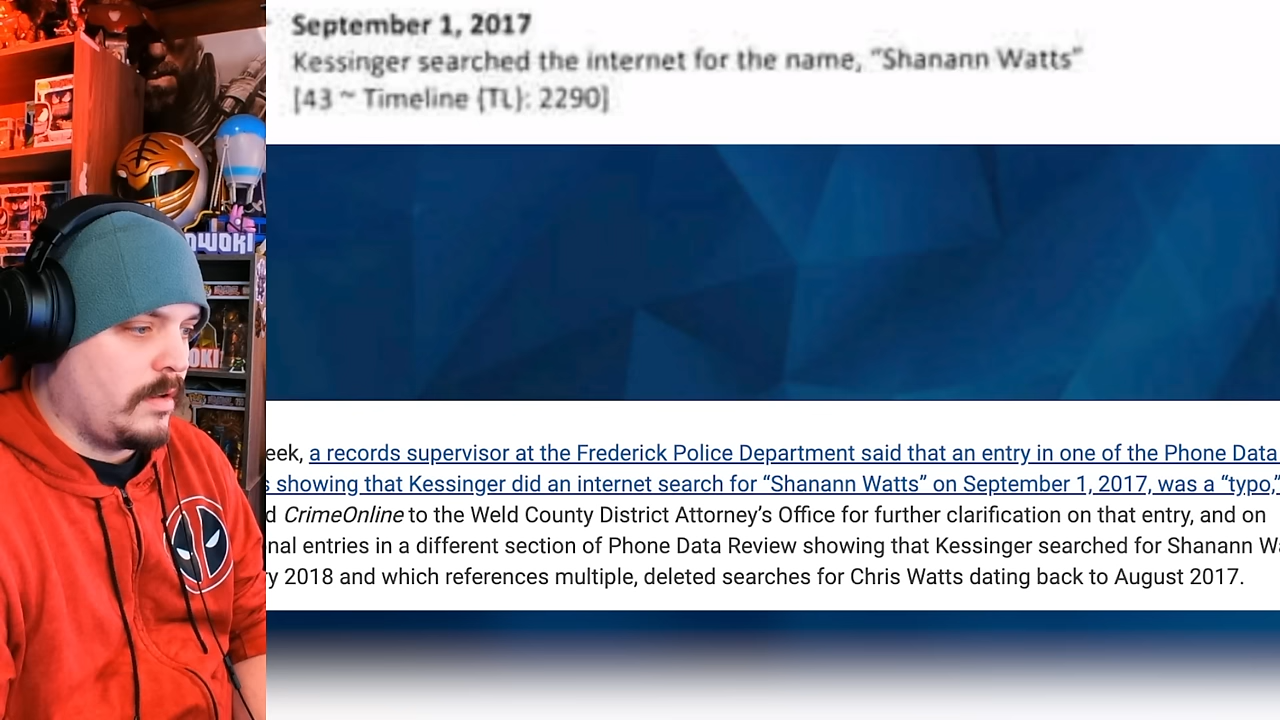 September 1, 2017
Kessinger searched the internet for the name, “Shanann Watts”
[43 ~ Timeline (TL): 2290]
OWOKI
OKI
eek, a records supervisor at the Frederick Police Department said that an entry in one of the Phone Data
s showing that Kessinger did an internet search for “Shanann Watts” on September 1, 2017, was a “typo,”
d CrimeOnline to the Weld County District Attorney’s Office for further clarification on that entry, and on
nal entries in a different section of Phone Data Review showing that Kessinger searched for Shanann Wa
ry 2018 and which references multiple, deleted searches for Chris Watts dating back to August 2017.